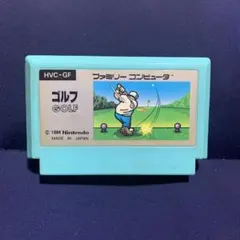 HVC-GF
ファミリー コンピュータ
ゴルフ
GOLF
© 1984 Nintendo
MADE IN JAPAN